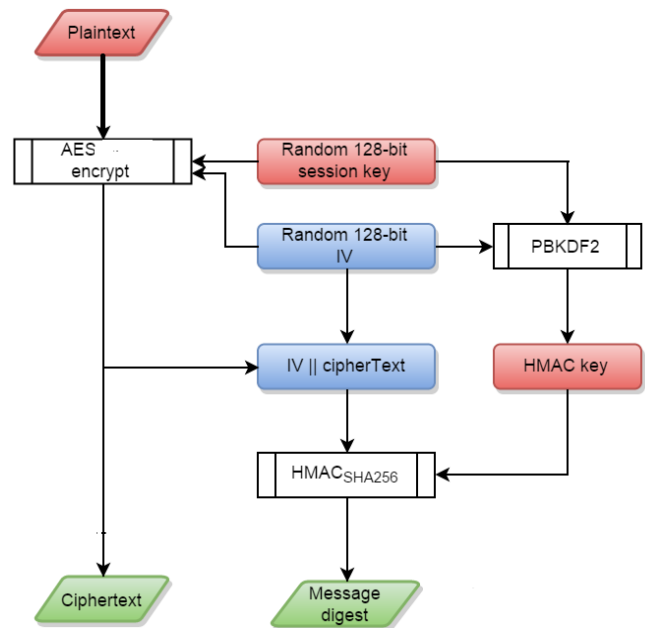 Plaintext
AES
encrypt
Random 128-bit
session key
Random 128-bit
IV
PBKDF2
IV || cipherText
HMAC key
HMACSHA256
Ciphertext
Message
digest